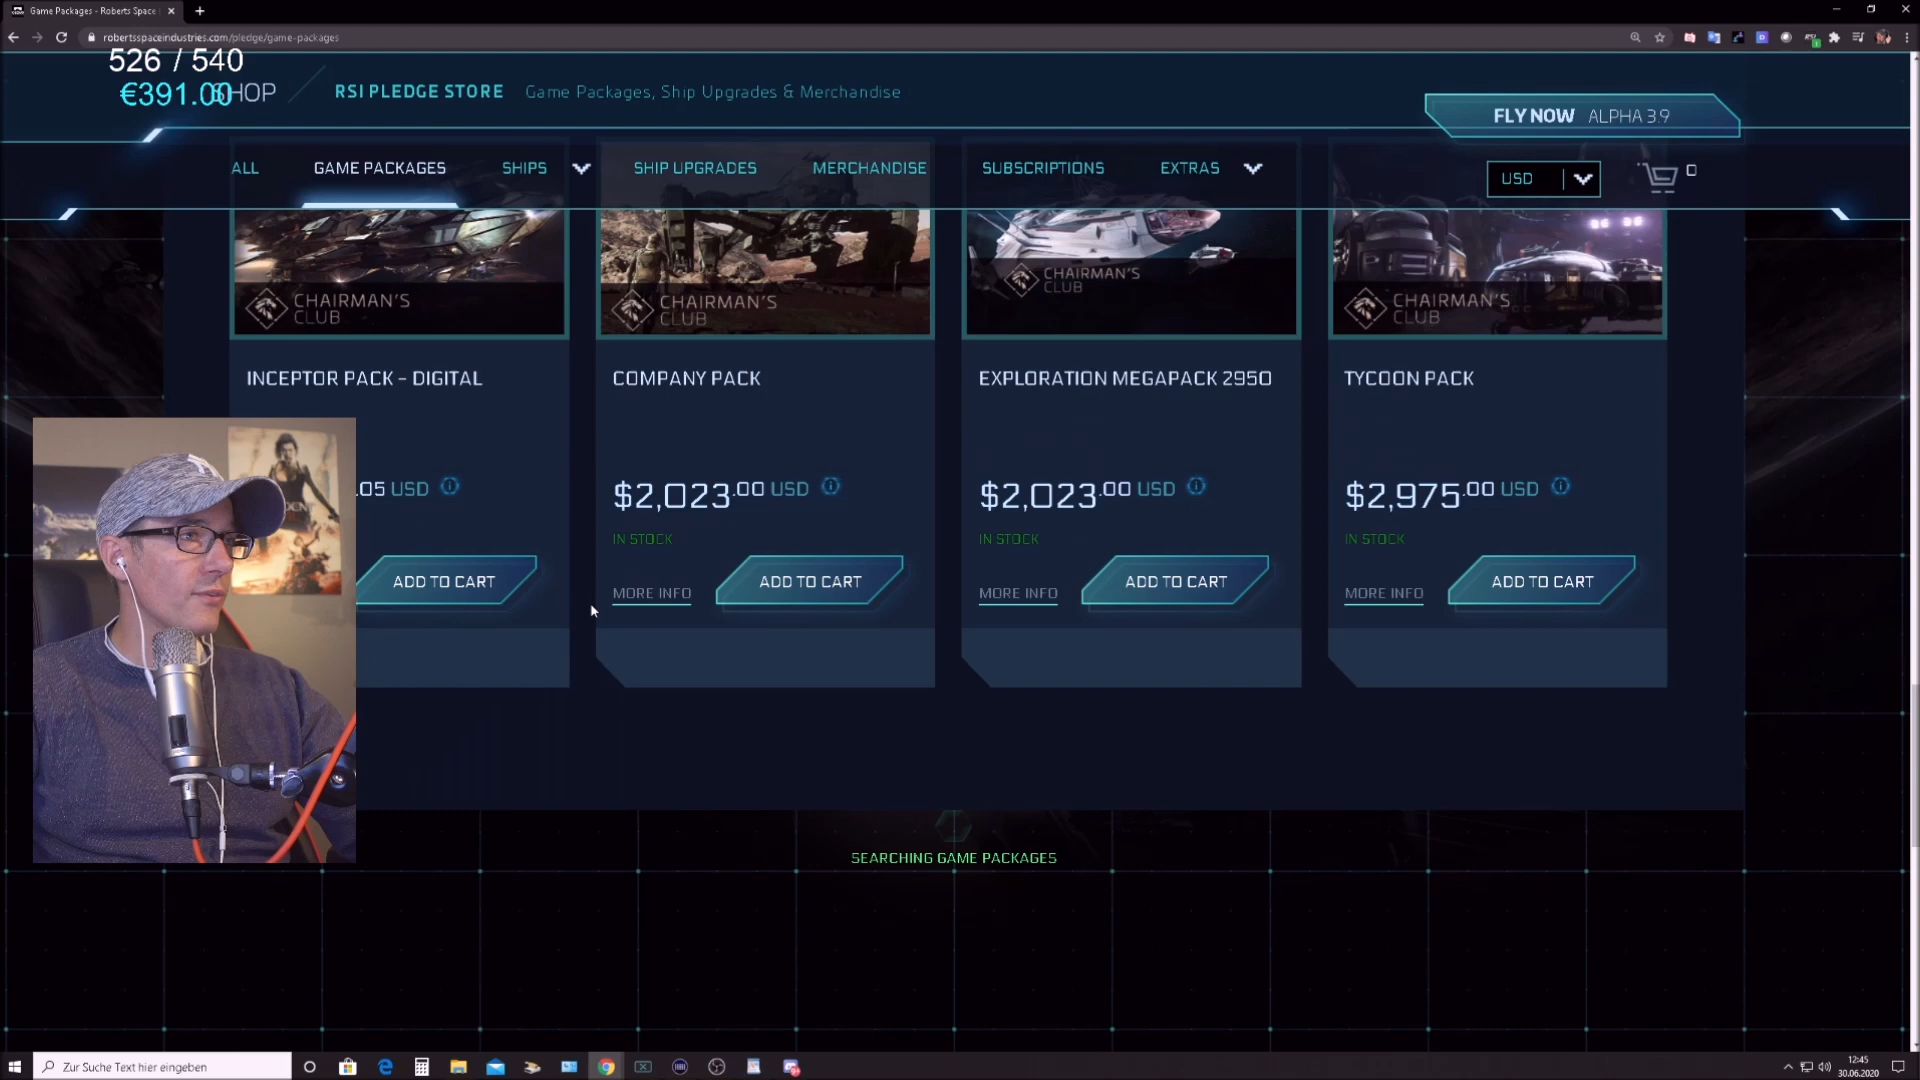 Game Packages - Roberts Space
robertsspaceindustries.com/pledge/game-packages
526 / 540
€391.00
SHOP
RSI PLEDGE STORE
Game Packages, Ship Upgrades & Merchandise
FLY NOW ALPHA 3.9
ALL
GAME PACKAGES
SHIPS
SHIP UPGRADES
MERCHANDISE
SUBSCRIPTIONS
EXTRAS
USD
0
CHAIRMAN'S
CLUB
CHAIRMAN'S
CLUB
CHAIRMAN'S
CLUB
CHAIRMAN'S
CLUB
INCEPTOR PACK – DIGITAL
COMPANY PACK
EXPLORATION MEGAPACK 2950
TYCOON PACK
.05 USD
$2,023.00 USD
$2,023.00 USD
$2,975.00 USD
IN STOCK
IN STOCK
IN STOCK
ADD TO CART
MORE INFO
ADD TO CART
MORE INFO
ADD TO CART
MORE INFO
ADD TO CART
SEARCHING GAME PACKAGES
Zur Suche Text hier eingeben
12:45
30.06.2020